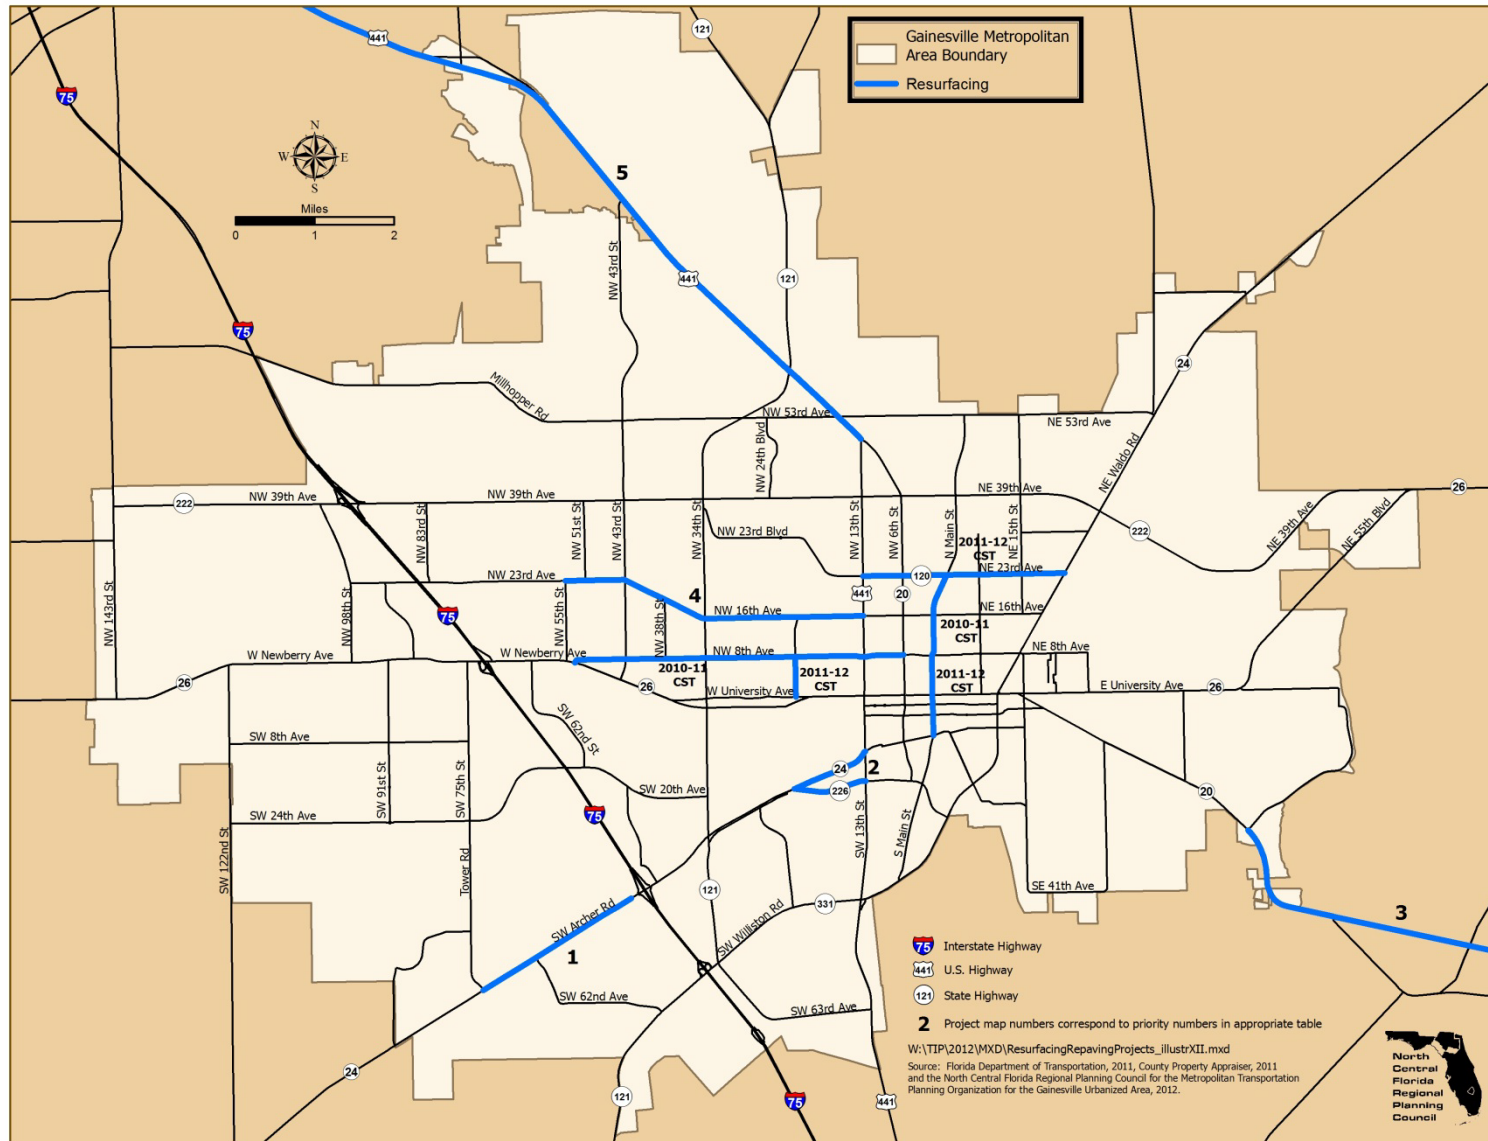 Gainesville Metropolitan
Area Boundary
Resurfacing
441
121
75
N
W E
S
Miles
0 1 2
5
NW 43rd St
441
121
75
24
Millhopper Rd
NW 53rd Ave
NE 53rd Ave
NW 24th Blvd
NE Waldo Rd
222
NW 39th Ave
NW 39th Ave
NE 39th Ave
26
NW 83rd St
NW 51st St
NW 43rd St
NW 34th St
NW 23rd Blvd
NW 13th St
NW 6th St
N Main St
NE 15th St
222
NE 39th Ave
NE 55th Blvd
2011-12
CST
NW 23rd Ave
120
NE 23rd Ave
NW 143rd St
NW 98th St
75
NW 55th St
NW 38th St
4
441
20
NW 16th Ave
NE 16th Ave
2010-11
CST
W Newberry Ave
NW 8th Ave
NE 8th Ave
26
2010-11
CST
26
2011-12
CST
2011-12
CST
W University Ave
E University Ave
26
SW 8th Ave
SW 62nd St
SW 91st St
SW 75th St
24
2
226
SW 20th Ave
20
SW 24th Ave
75
SW 122nd St
Tower Rd
SW 13th St
S Main St
121
SE 41th Ave
331
SW Archer Rd
SW Williston Rd
3
1
SW 62nd Ave
SW 63rd Ave
24
121
75
441
75 Interstate Highway
441 U.S. Highway
121 State Highway
2 Project map numbers correspond to priority numbers in appropriate table
W:\TIP\2012\MXD\ResurfacingRepavingProjects_illustrXII.mxd
Source: Florida Department of Transportation, 2011, County Property Appraiser, 2011
and the North Central Florida Regional Planning Council for the Metropolitan Transportation
Planning Organization for the Gainesville Urbanized Area, 2012.
North
Central
Florida
Regional
Planning
Council